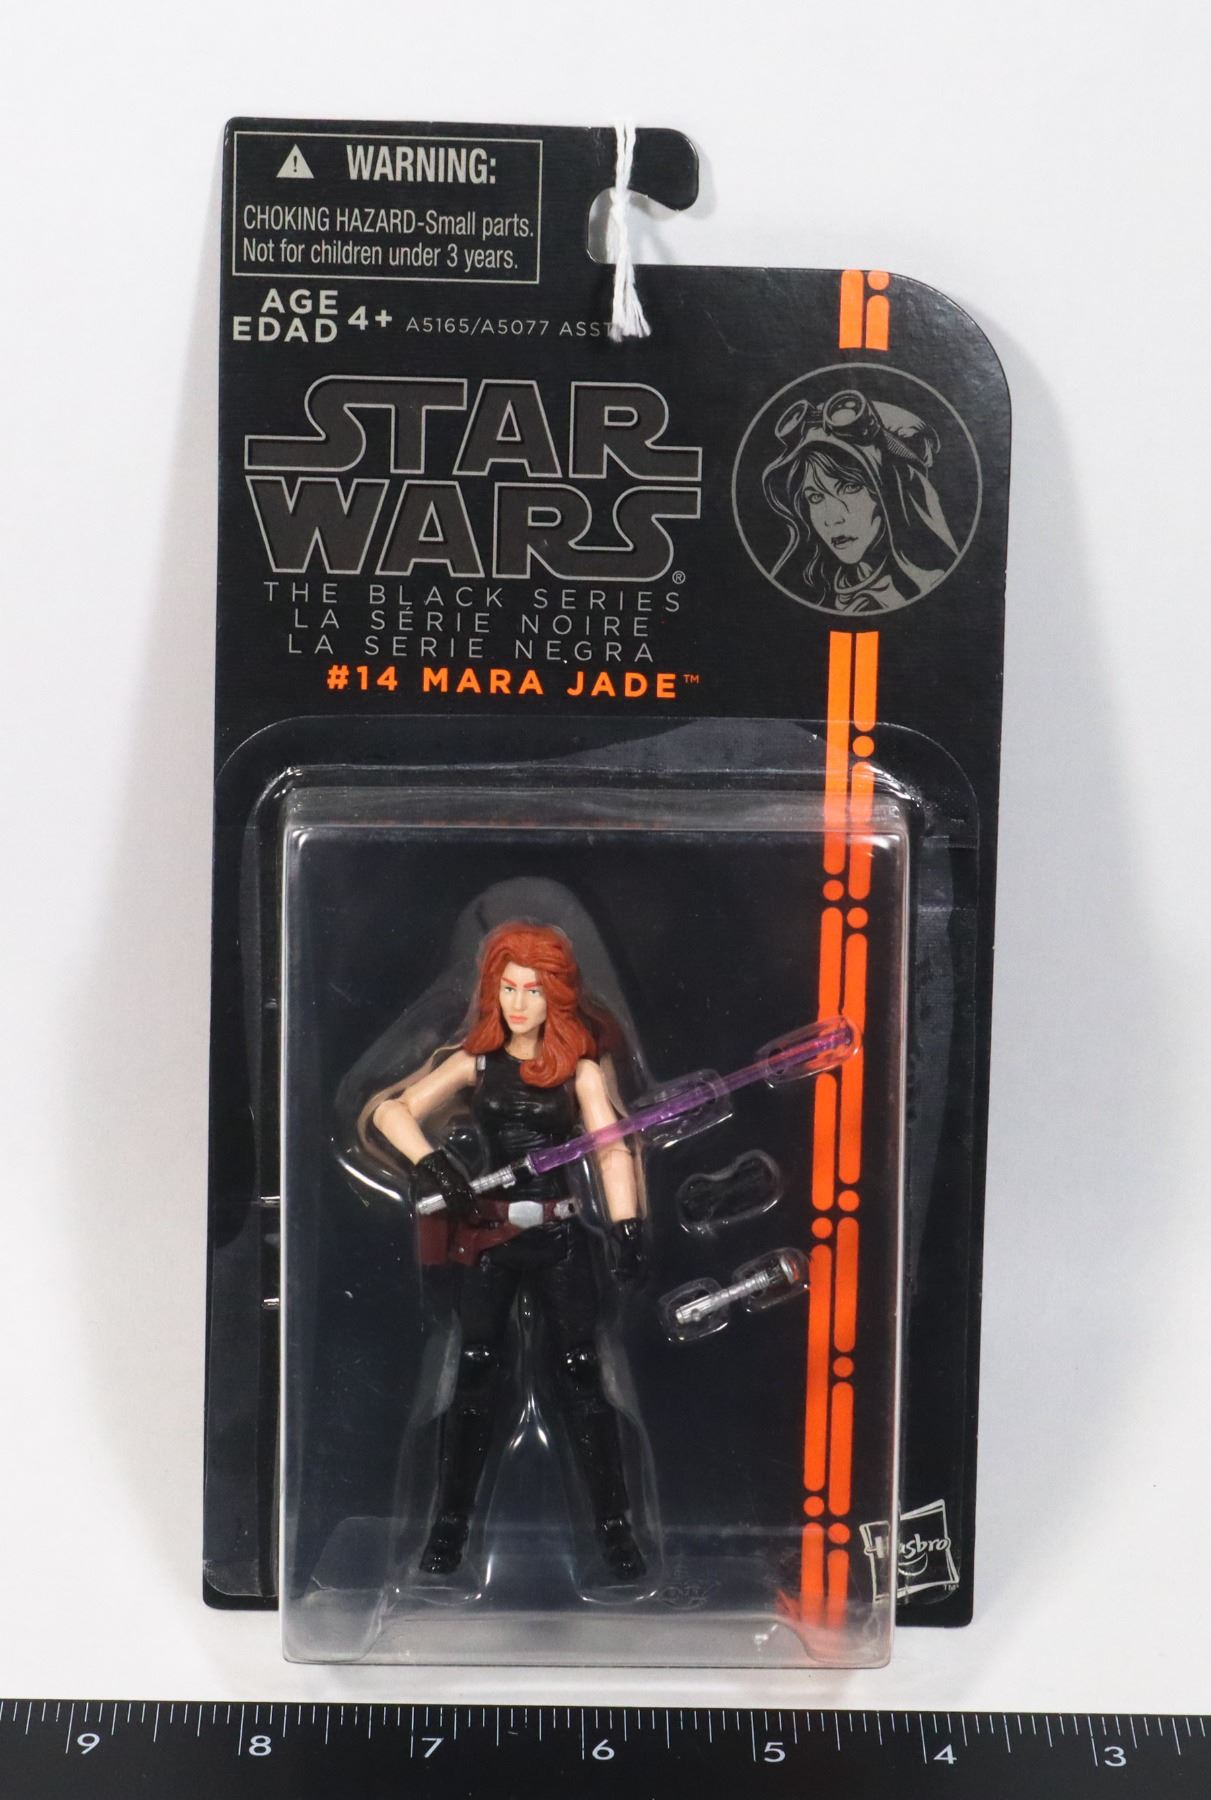 ⚠ WARNING:
CHOKING HAZARD-Small parts.
Not for children under 3 years.
AGE
EDAD 4+ A5165/A5077 ASST
STAR
WARS®
THE BLACK SERIES
LA SÉRIE NOIRE
LA SERIE NEGRA
#14 MARA JADE™
Hasbro
TM
9 8 7 6 5 4 3